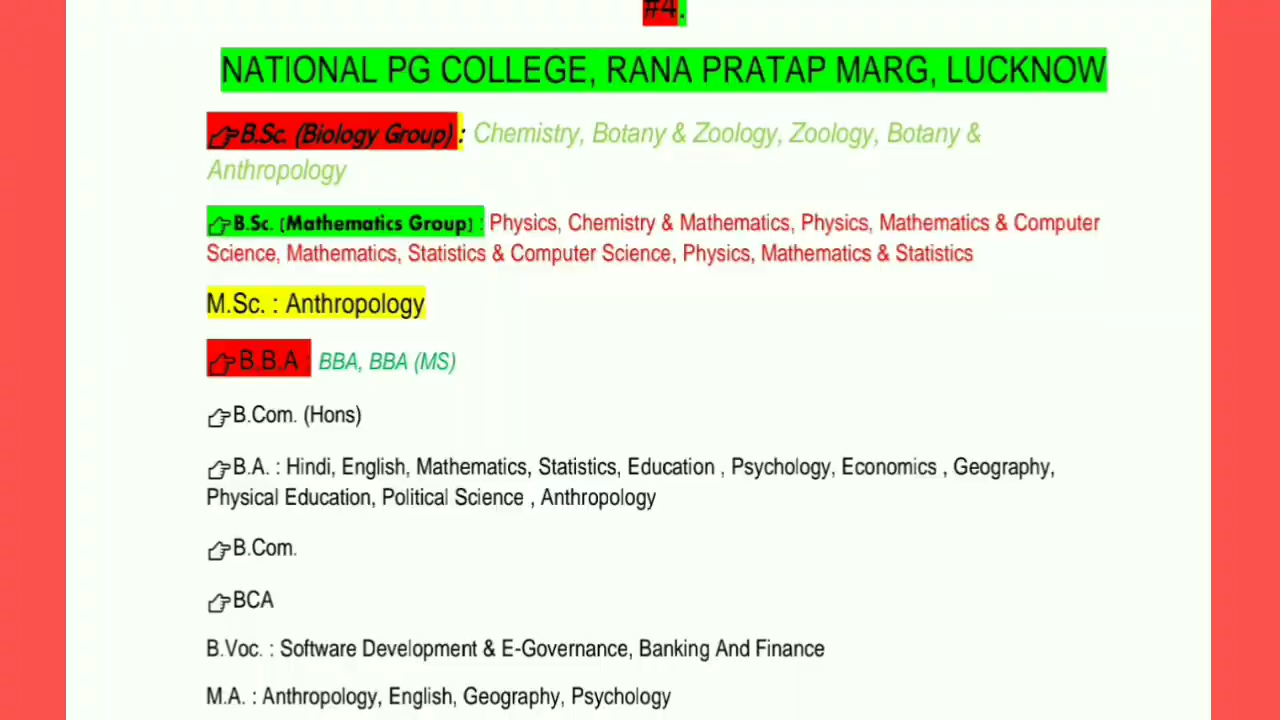 #4.
NATIONAL PG COLLEGE, RANA PRATAP MARG, LUCKNOW
👉B.Sc. (Biology Group) : Chemistry, Botany & Zoology, Zoology, Botany &
Anthropology
👉B.Sc. (Mathematics Group) : Physics, Chemistry & Mathematics, Physics, Mathematics & Computer
Science, Mathematics, Statistics & Computer Science, Physics, Mathematics & Statistics
M.Sc. : Anthropology
👉B.B.A : BBA, BBA (MS)
👉B.Com. (Hons)
👉B.A. : Hindi, English, Mathematics, Statistics, Education , Psychology, Economics , Geography,
Physical Education, Political Science , Anthropology
👉B.Com.
👉BCA
B.Voc. : Software Development & E-Governance, Banking And Finance
M.A. : Anthropology, English, Geography, Psychology